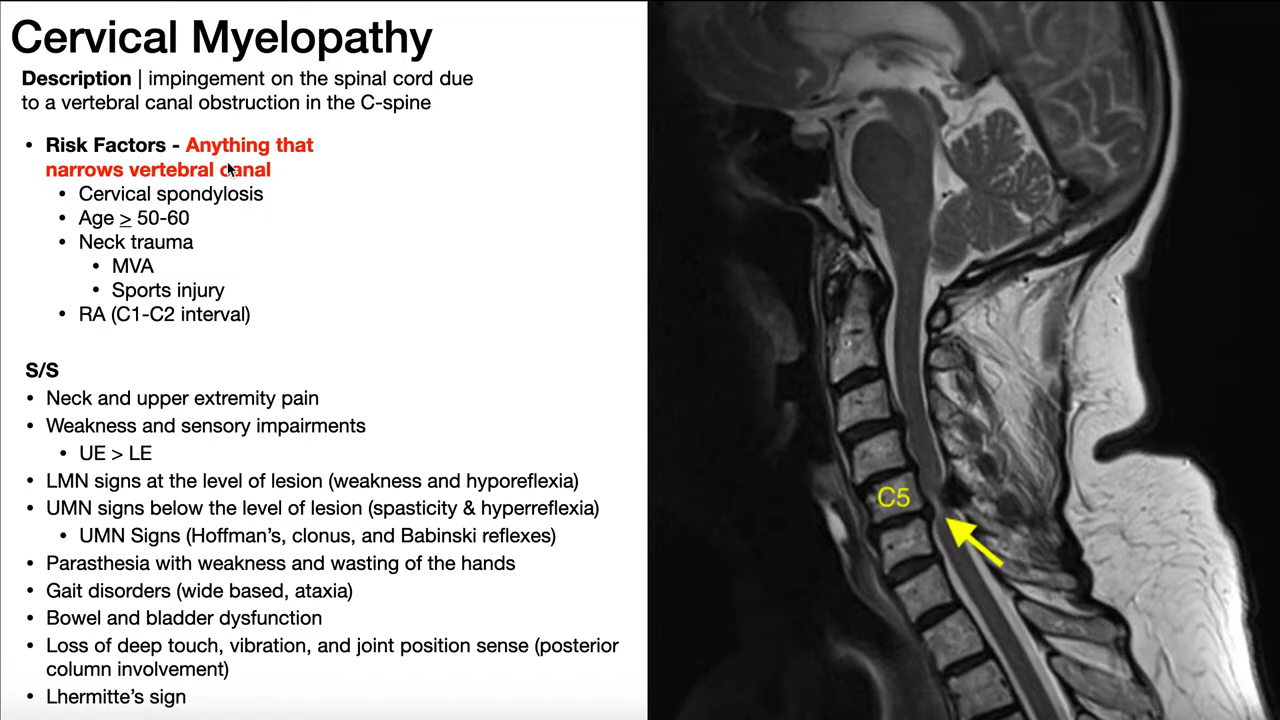 Cervical Myelopathy
Description | impingement on the spinal cord due
to a vertebral canal obstruction in the C-spine
• Risk Factors - Anything that
narrows vertebral canal
• Cervical spondylosis
• Age ≥ 50-60
• Neck trauma
• MVA
• Sports injury
• RA (C1-C2 interval)
S/S
• Neck and upper extremity pain
• Weakness and sensory impairments
• UE > LE
• LMN signs at the level of lesion (weakness and hyporeflexia)
• UMN signs below the level of lesion (spasticity & hyperreflexia)
• UMN Signs (Hoffman's, clonus, and Babinski reflexes)
• Parasthesia with weakness and wasting of the hands
• Gait disorders (wide based, ataxia)
• Bowel and bladder dysfunction
• Loss of deep touch, vibration, and joint position sense (posterior
column involvement)
• Lhermitte's sign
C5